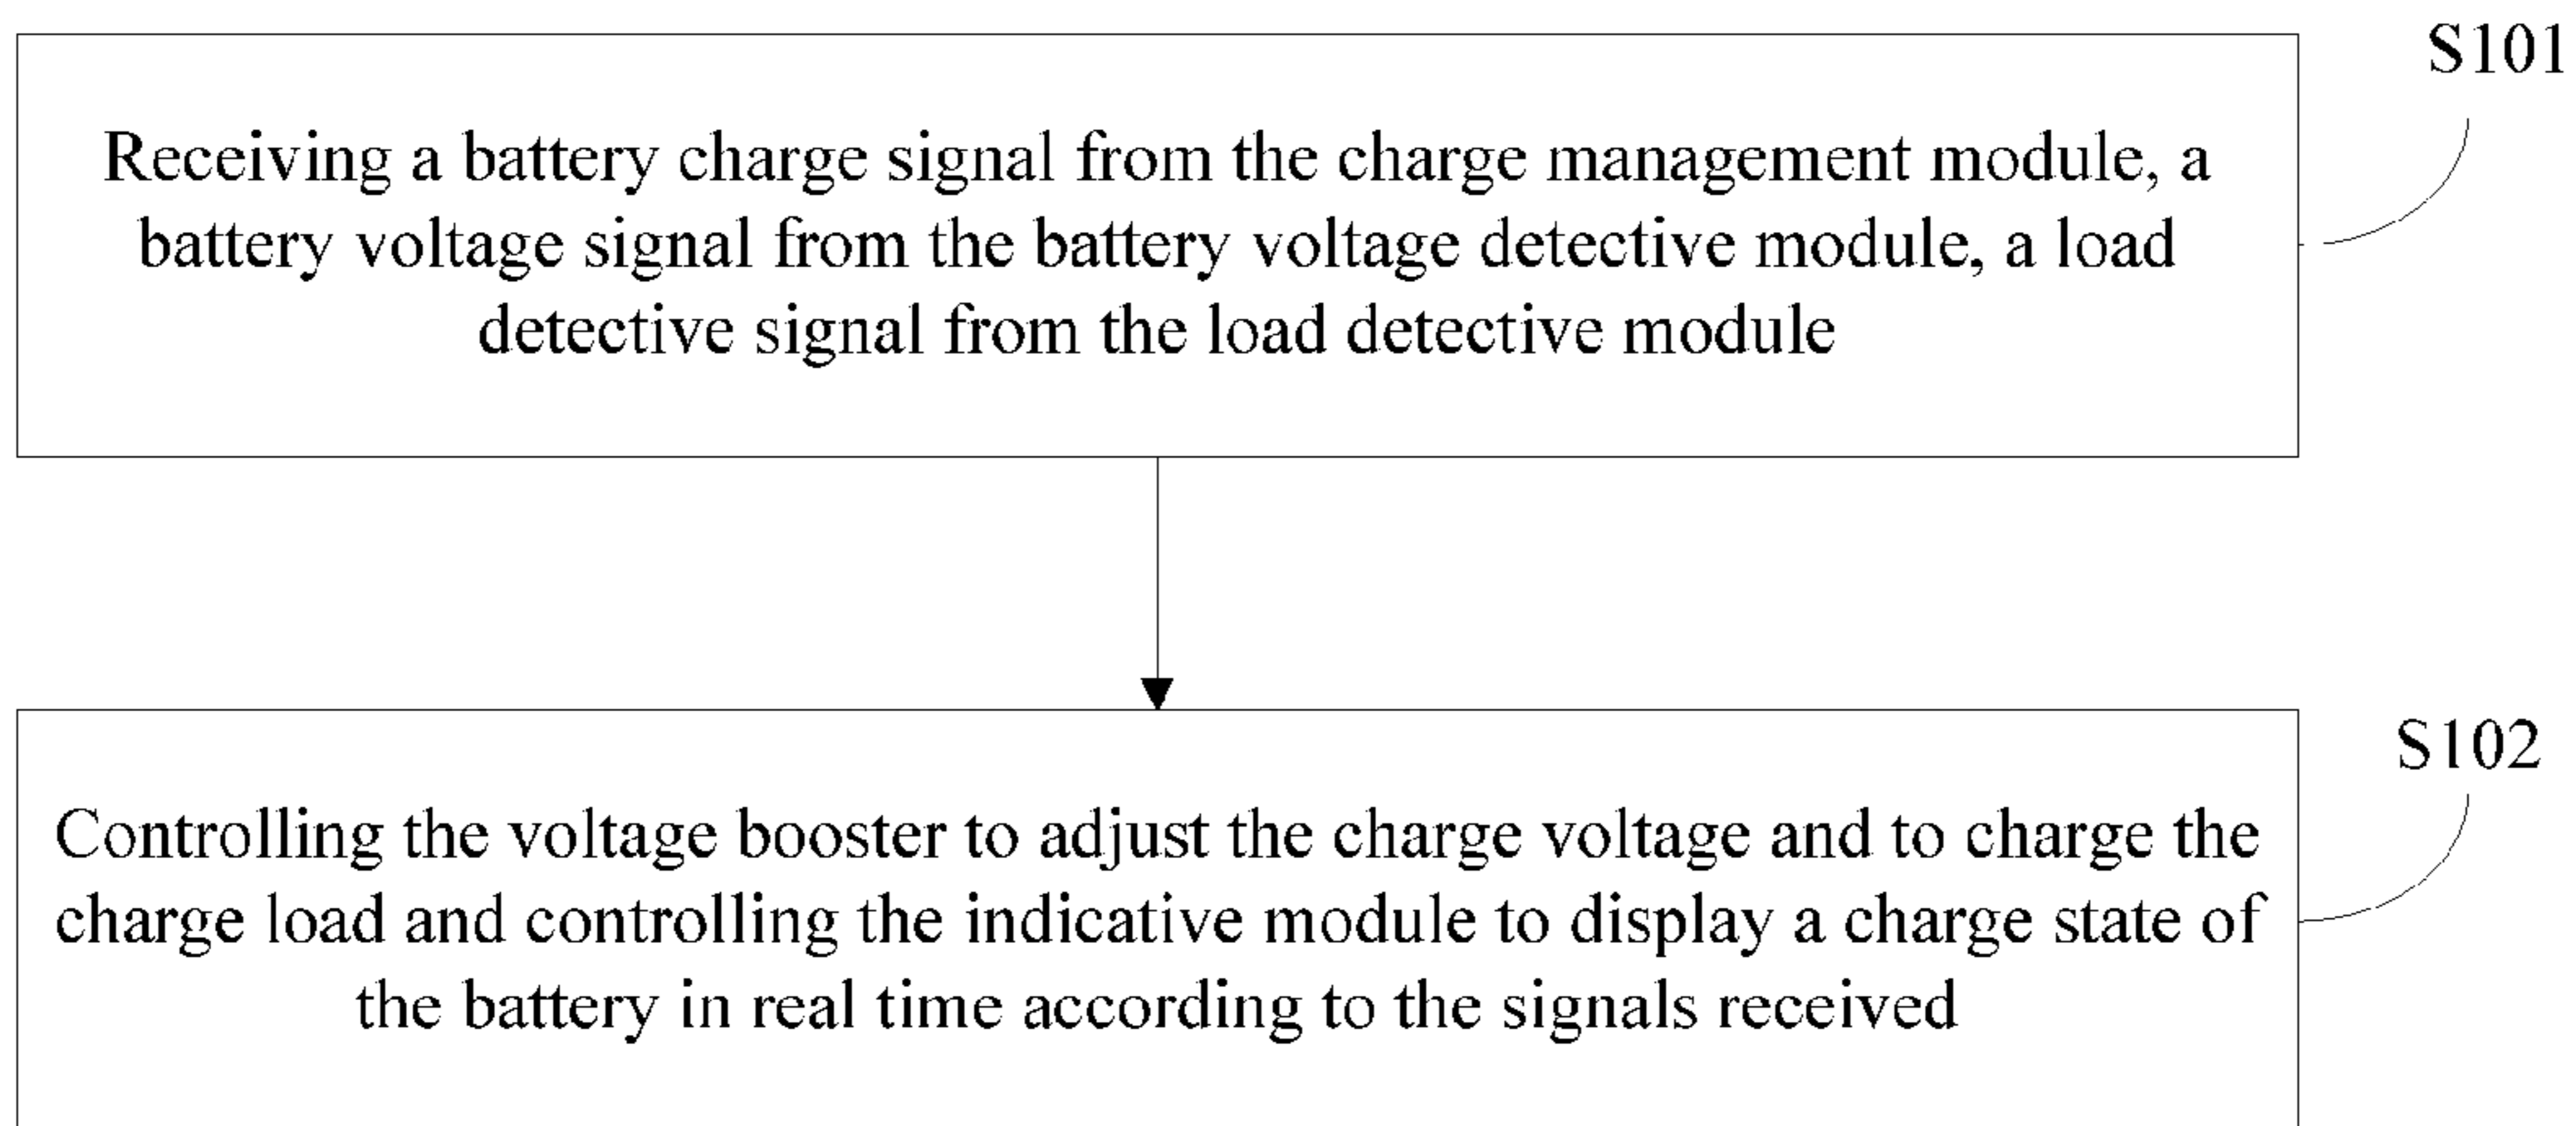 S101
Receiving a battery charge signal from the charge management module, a
battery voltage signal from the battery voltage detective module, a load
detective signal from the load detective module
S102
Controlling the voltage booster to adjust the charge voltage and to charge the
charge load and controlling the indicative module to display a charge state of
the battery in real time according to the signals received